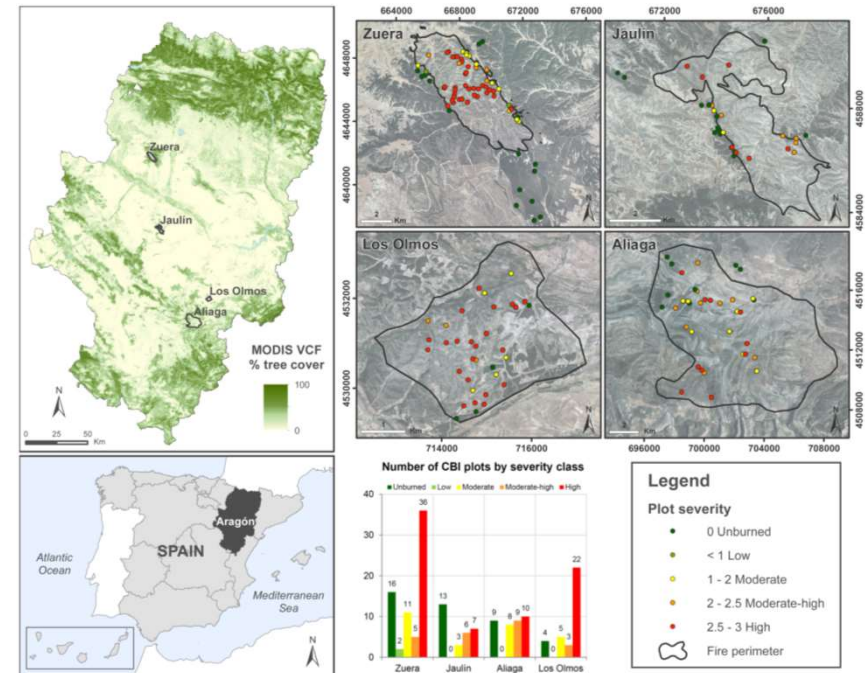 Zuera
Jaulín
Los Olmos
Aliaga
MODIS VCF
% tree cover
100
0
N
0 25 50
Km
664000 668000 672000 676000
4648000
4644000
4640000
Zuera
2
Km
N
672000 676000
4588000
4584000
Jaulín
2
Km
N
Los Olmos
4532000
4530000
714000 716000
1
Km
N
Aliaga
4516000
4512000
4508000
696000 700000 704000 708000
Km
N
Aragón
SPAIN
Atlantic
Ocean
Mediterranean
Sea
N
Number of CBI plots by severity class
Unburned Low Moderate Moderate-high High
40
30
20
10
0
16 2 11 5 36
13 0 3 6 7
9 0 8 9 10
4 0 5 3 22
Zuera Jaulín Aliaga Los Olmos
Legend
Plot severity
0 Unburned
< 1 Low
1 - 2 Moderate
2 - 2.5 Moderate-high
2.5 - 3 High
Fire perimeter